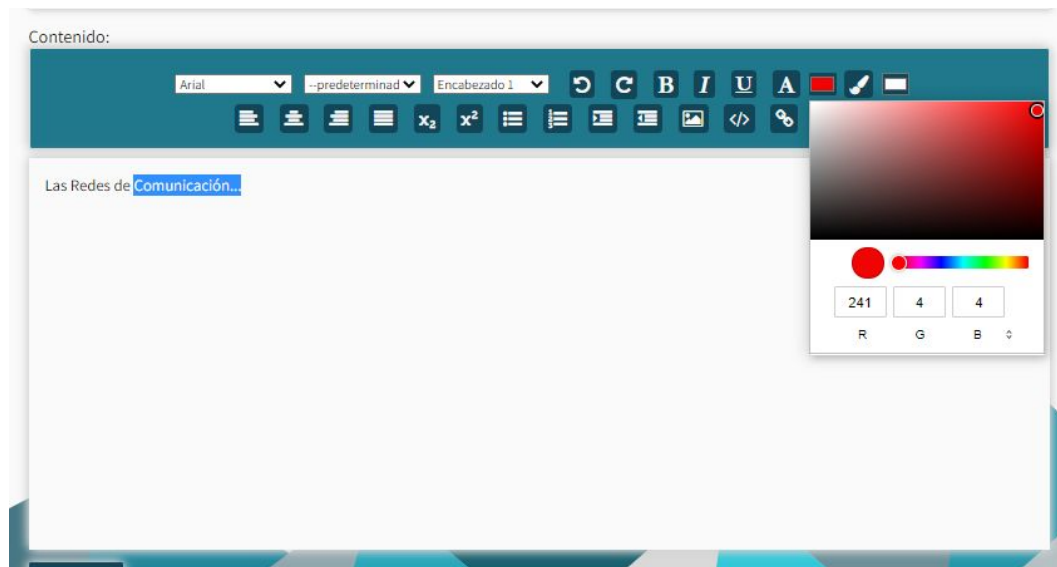 Contenido:
Arial --predeterminad Encabezado 1 B I U A
x₂ x² </>
Las Redes de Comunicación...
241 4 4
R G B